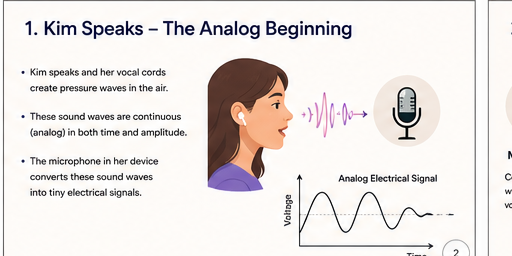 1. Kim Speaks – The Analog Beginning
• Kim speaks and her vocal cords
create pressure waves in the air.
• These sound waves are continuous
(analog) in both time and amplitude.
• The microphone in her device
converts these sound waves
into tiny electrical signals.
Analog Electrical Signal
Voltage
Time
2